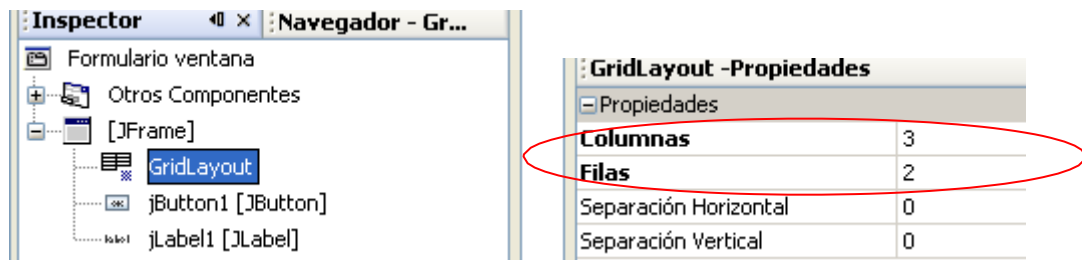 Inspector
Navegador - Gr...
Formulario ventana
Otros Componentes
[JFrame]
GridLayout
jButton1 [JButton]
jLabel1 [JLabel]
GridLayout -Propiedades
Propiedades
Columnas 3
Filas 2
Separación Horizontal 0
Separación Vertical 0